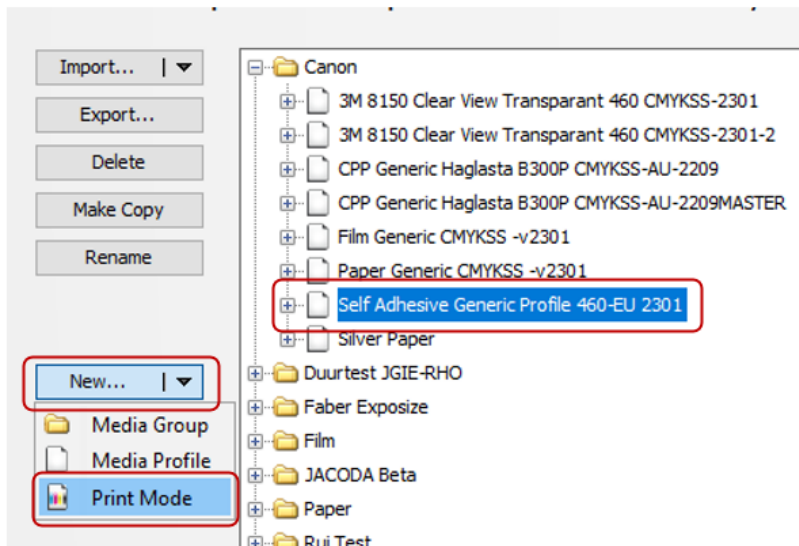 Import...
Export...
Delete
Make Copy
Rename
New...
Media Group
Media Profile
Print Mode
Canon
3M 8150 Clear View Transparant 460 CMYKSS-2301
3M 8150 Clear View Transparant 460 CMYKSS-2301-2
CPP Generic Haglasta B300P CMYKSS-AU-2209
CPP Generic Haglasta B300P CMYKSS-AU-2209MASTER
Film Generic CMYKSS -v2301
Paper Generic CMYKSS -v2301
Self Adhesive Generic Profile 460-EU 2301
Silver Paper
Duurtest JGIE-RHO
Faber Exposize
Film
JACODA Beta
Paper
Rui Test